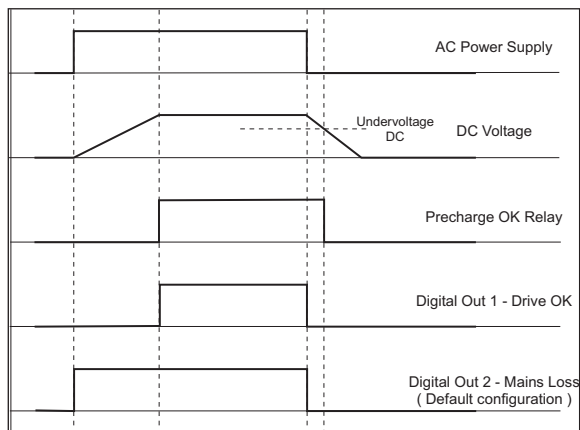 AC Power Supply
Undervoltage
DC
DC Voltage
Precharge OK Relay
Digital Out 1 - Drive OK
Digital Out 2 - Mains Loss
( Default configuration )